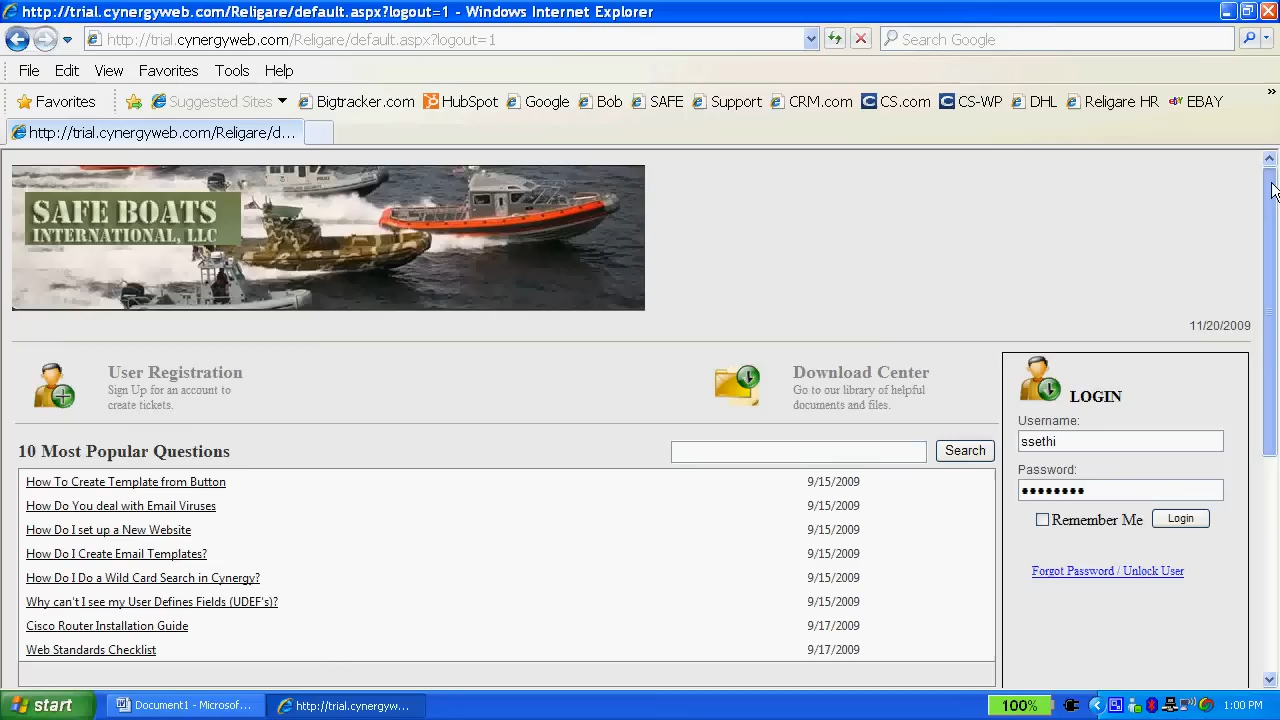 http://trial.cynergyweb.com/Religare/default.aspx?logout=1 - Windows Internet Explorer
http://trial.cynergyweb.com/Religare/default.aspx?logout=1
Search Google
File Edit View Favorites Tools Help
Favorites Suggested Sites Bigtracker.com HubSpot Google Bob SAFE Support CRM.com CS.com CS-WP DHL Religare HR EBAY
http://trial.cynergyweb.com/Religare/d...
SAFE BOATS
INTERNATIONAL, LLC
11/20/2009
User Registration
Sign Up for an account to
create tickets.
Download Center
Go to our library of helpful
documents and files.
LOGIN
Username:
ssethi
Password:
Remember Me Login
Forgot Password / Unlock User
10 Most Popular Questions Search
How To Create Template from Button 9/15/2009
How Do You deal with Email Viruses 9/15/2009
How Do I set up a New Website 9/15/2009
How Do I Create Email Templates? 9/15/2009
How Do I Do a Wild Card Search in Cynergy? 9/15/2009
Why can't I see my User Defines Fields (UDEF's)? 9/15/2009
Cisco Router Installation Guide 9/17/2009
Web Standards Checklist 9/17/2009
start Document1 - Microsof... http://trial.cynergyw... 100% 1:00 PM